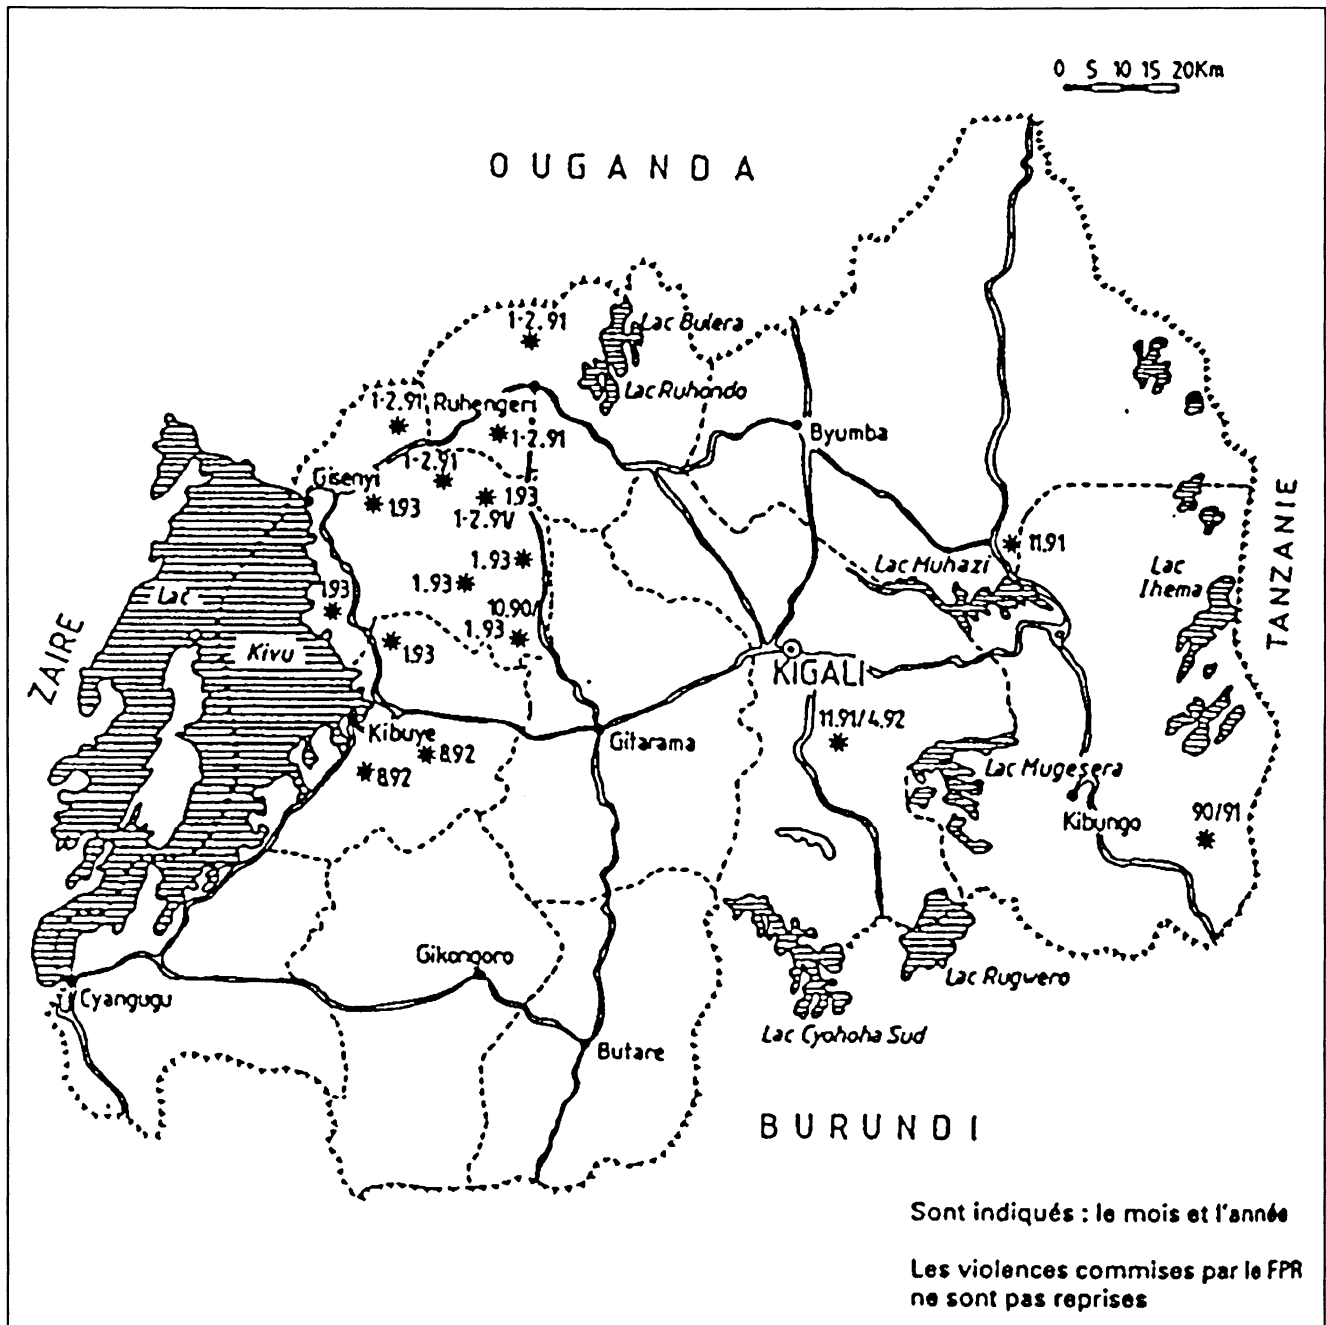 0 5 10 15 20Km
OUGANDA
1-2.91
Lac Bulera
Lac Ruhondo
1-2.91
Ruhengeri
1-2.91
Byumba
1-2.91
Gisenyi
1.93
1.93
1-2.91/
1.93
11.91
Lac Muhazi
Lac
Ihema
TANZANIE
1.93
1.93
Lac
10.90/
1.93
1.93
Kivu
ZAIRE
KIGALI
11.91/4.92
Kibuye
8.92
8.92
Gitarama
Lac Mugesera
Kibungo
90/91
Gikongoro
Lac Rugwero
Cyangugu
Lac Cyohoha Sud
Butare
BURUNDI
Sont indiqués : le mois et l'année
Les violences commises par le FPR
ne sont pas reprises